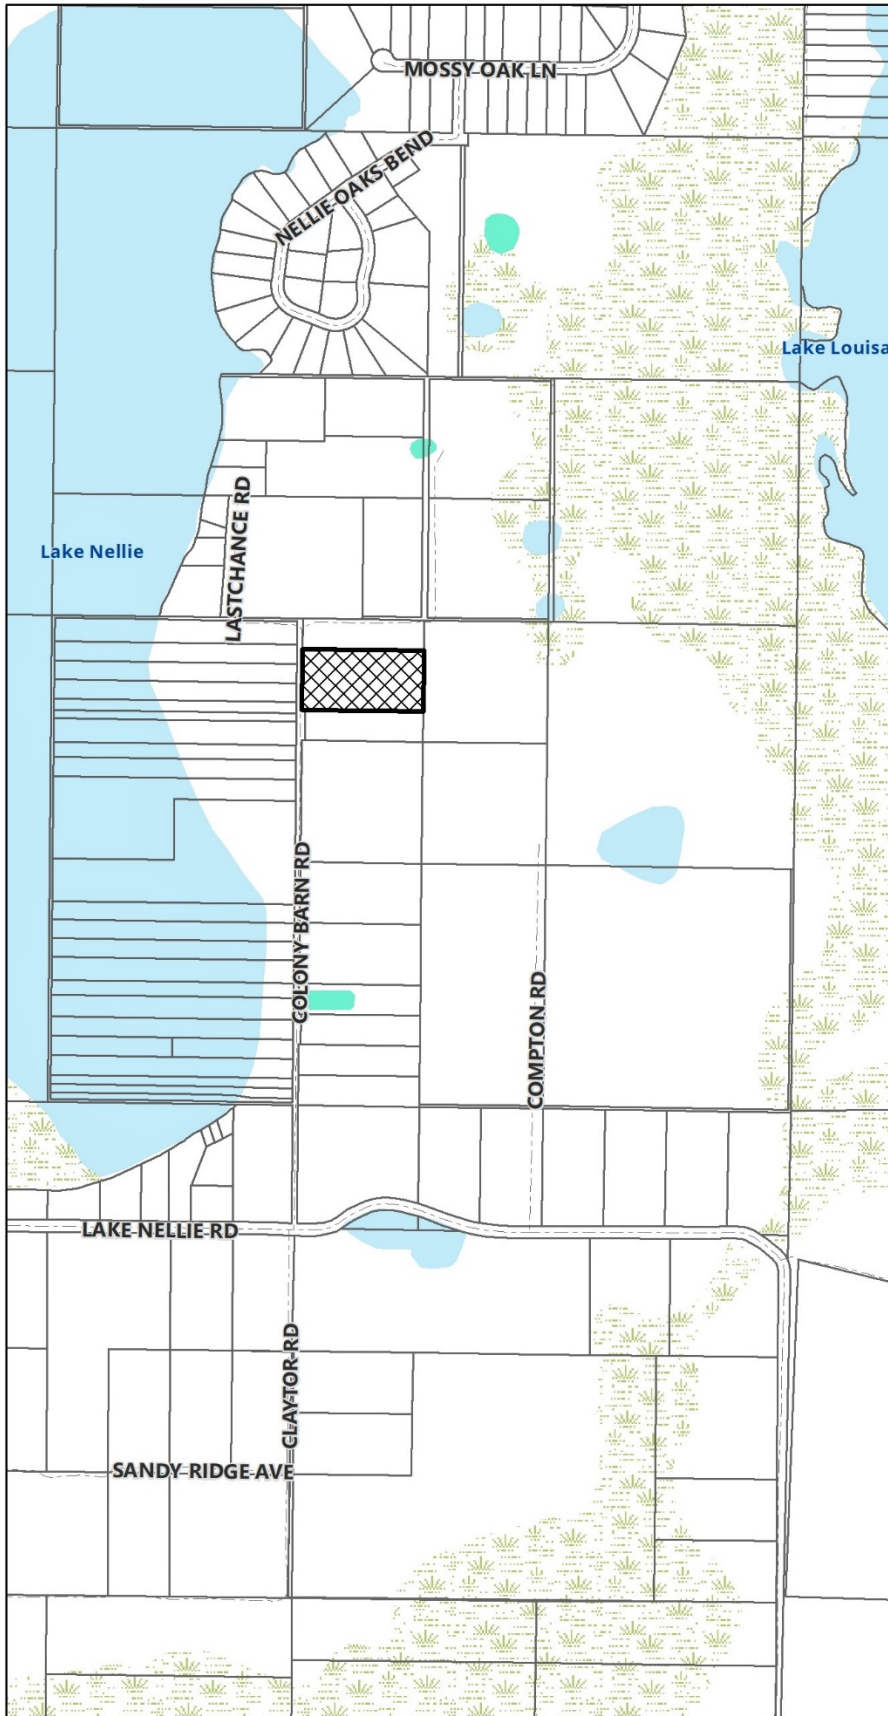 MOSSY OAK LN
NELLIE OAKS BEND
Lake Louisa
LASTCHANCE RD
Lake Nellie
COLONY BARN RD
COMPTON RD
LAKE NELLIE RD
CLAYTOR RD
SANDY RIDGE AVE